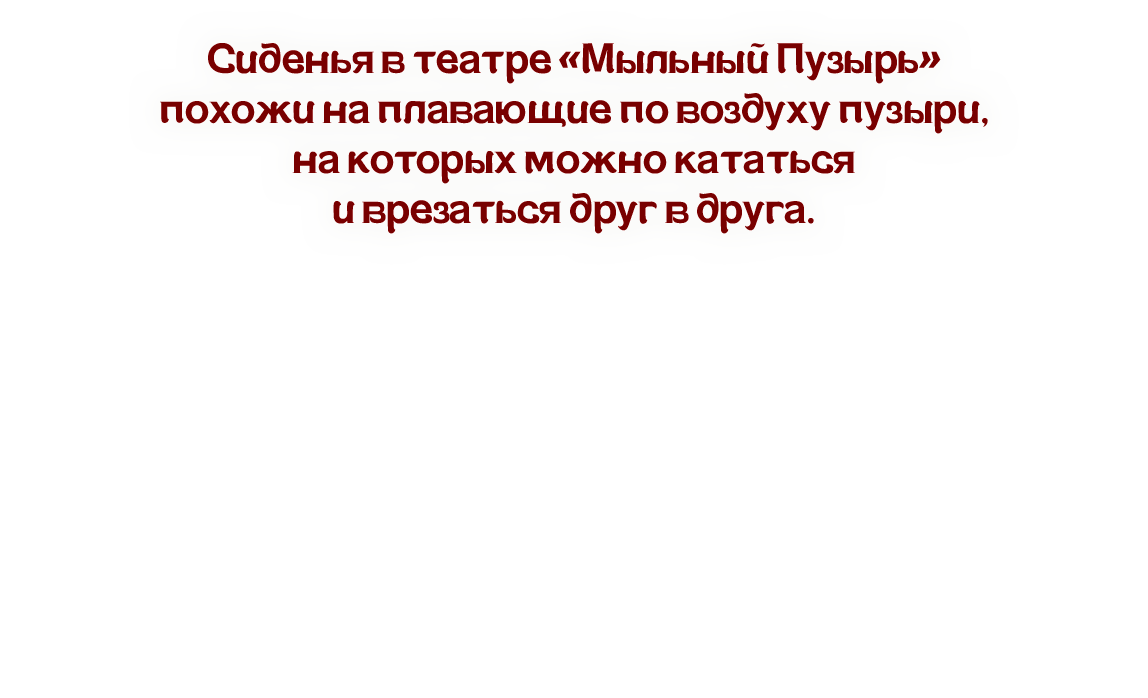 Сиденья в театре «Мыльный Пузырь»
похожи на плавающие по воздуху пузыри,
на которых можно кататься
и врезаться друг в друга.